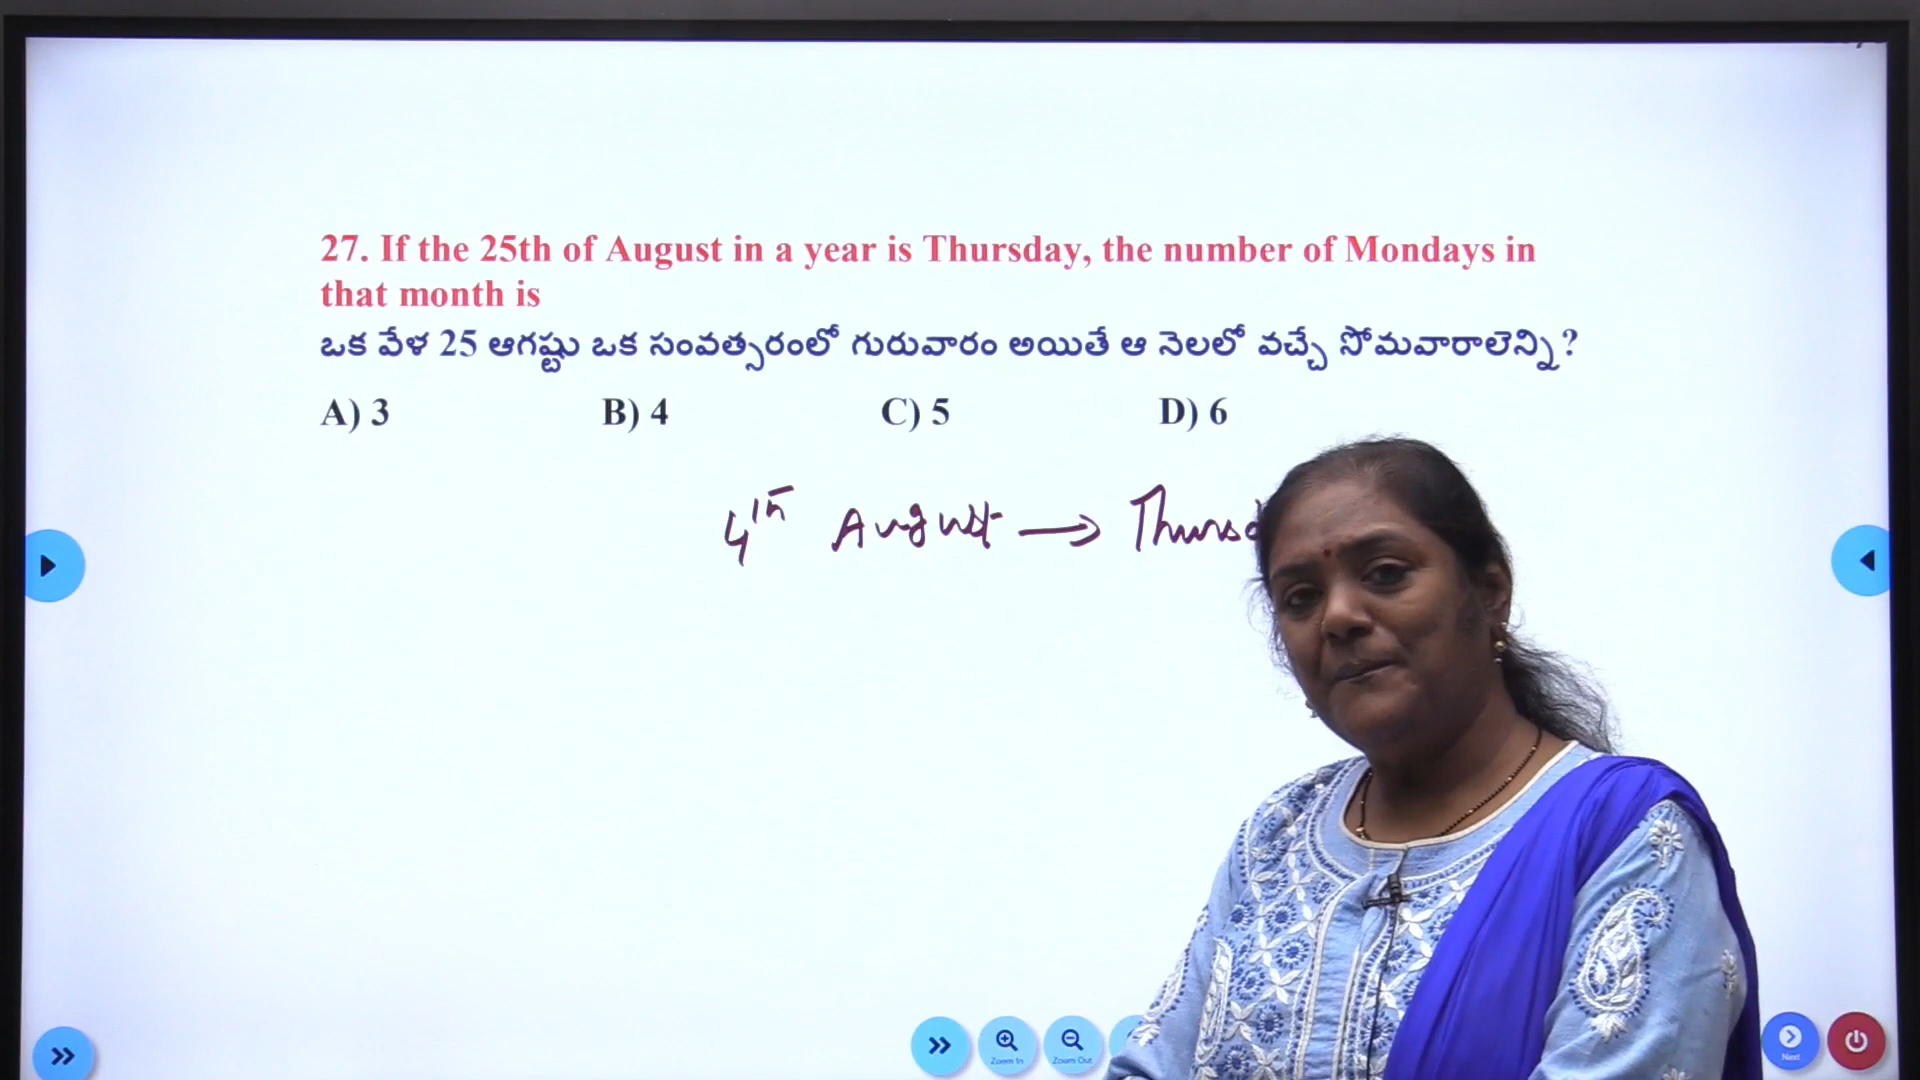 27. If the 25th of August in a year is Thursday, the number of Mondays in
that month is
ఒక వేళ 25 ఆగష్టు ఒక సంవత్సరంలో గురువారం అయితే ఆ నెలలో వచ్చే సోమవారాలెన్ని?
A) 3 B) 4 C) 5 D) 6
4th August → Thursd
Zoom In Zoom Out Next